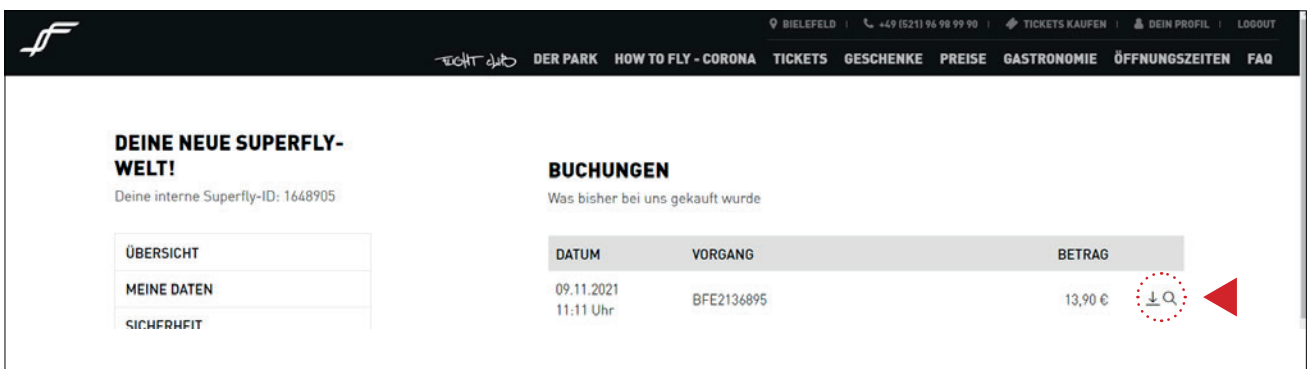 BIELEFELD | +49 (521) 96 98 99 90 | TICKETS KAUFEN | DEIN PROFIL | LOGOUT
DER PARK HOW TO FLY - CORONA TICKETS GESCHENKE PREISE GASTRONOMIE ÖFFNUNGSZEITEN FAQ
DEINE NEUE SUPERFLY-
WELT!
Deine interne Superfly-ID: 1648905
ÜBERSICHT
MEINE DATEN
SICHERHEIT
BUCHUNGEN
Was bisher bei uns gekauft wurde
DATUM VORGANG BETRAG
09.11.2021
11:11 Uhr
BFE2136895 13,90 €